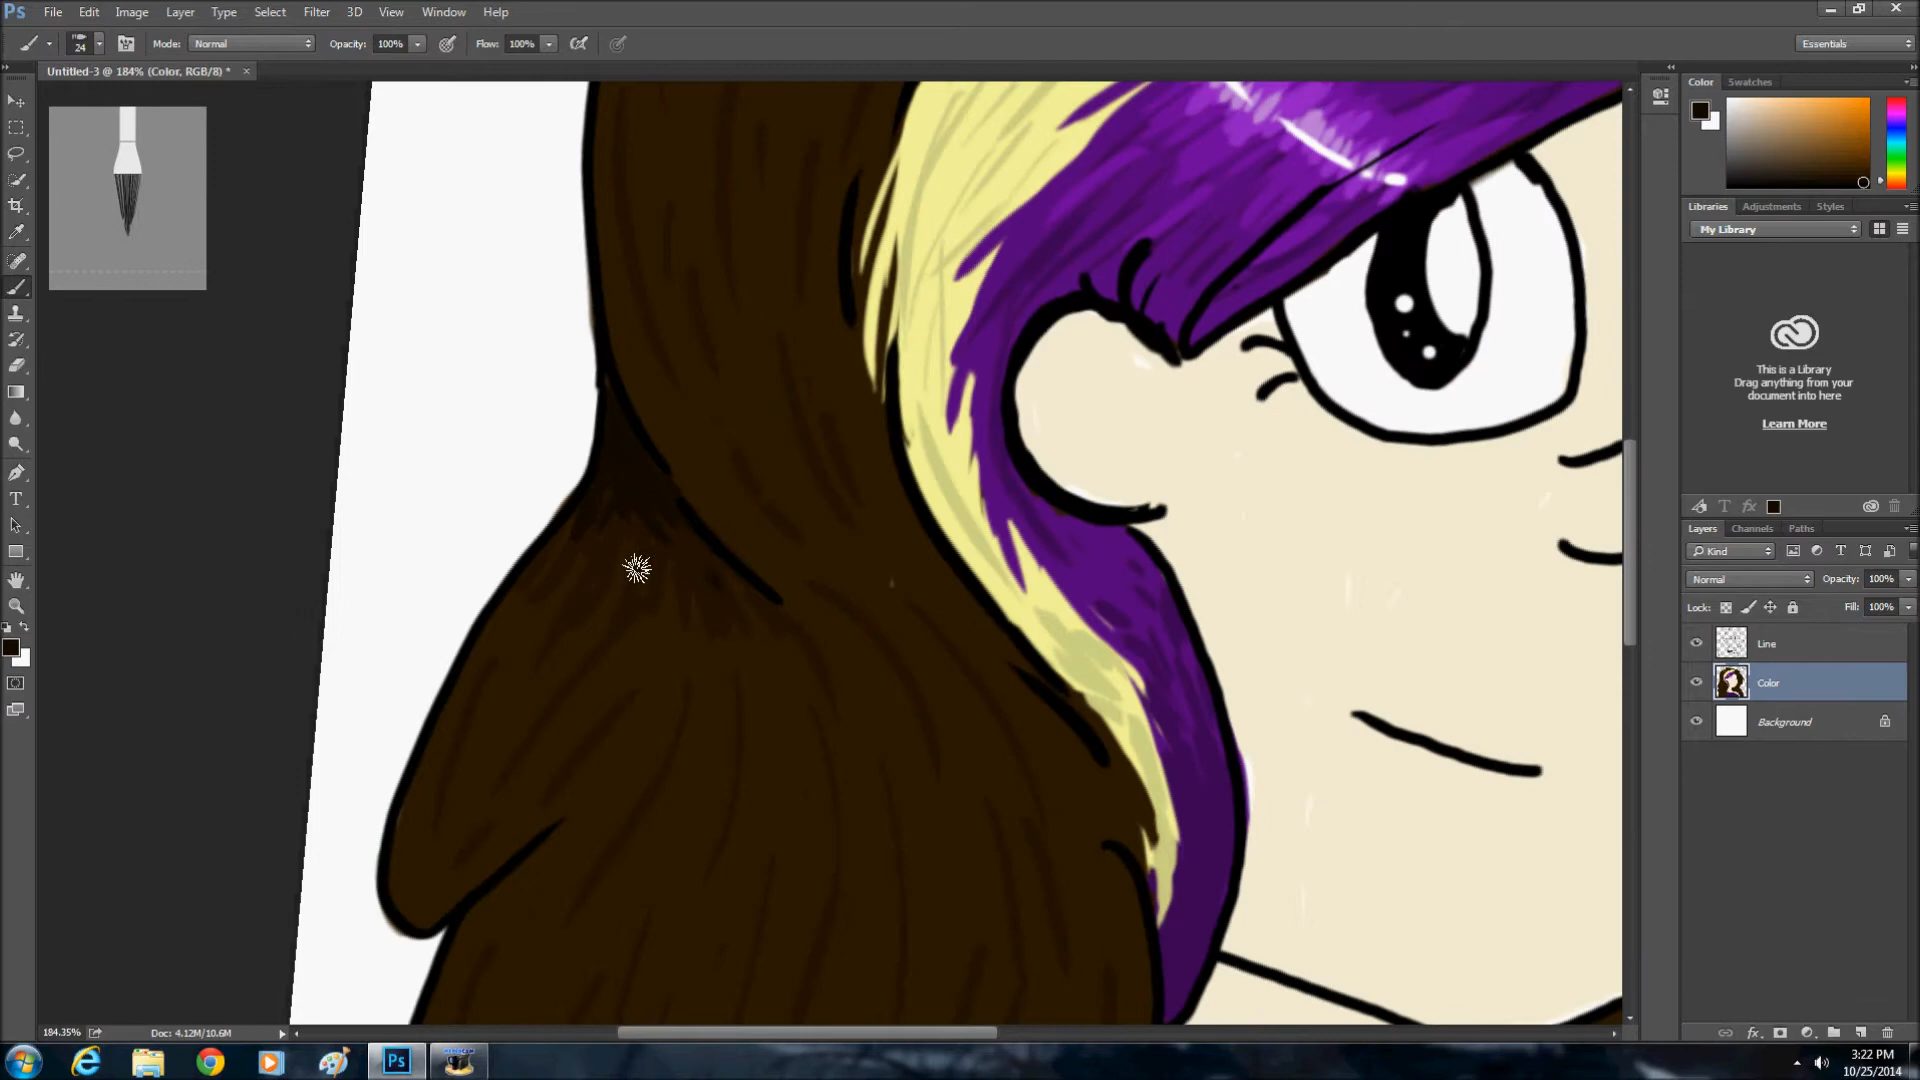 Ps File Edit Image Layer Type Select Filter 3D View Window Help
24 Mode: Normal Opacity: 100% Flow: 100% Essentials
Untitled-3 @ 184% (Color, RGB/8) *
Color Swatches
Libraries Adjustments Styles
My Library
This is a Library
Drag anything from your
document into here
Learn More
Layers Channels Paths
Kind
Normal Opacity: 100%
Lock: Fill: 100%
Line
Color
Background
184.35% Doc: 4.12M/10.6M
Ps
3:22 PM
10/25/2014